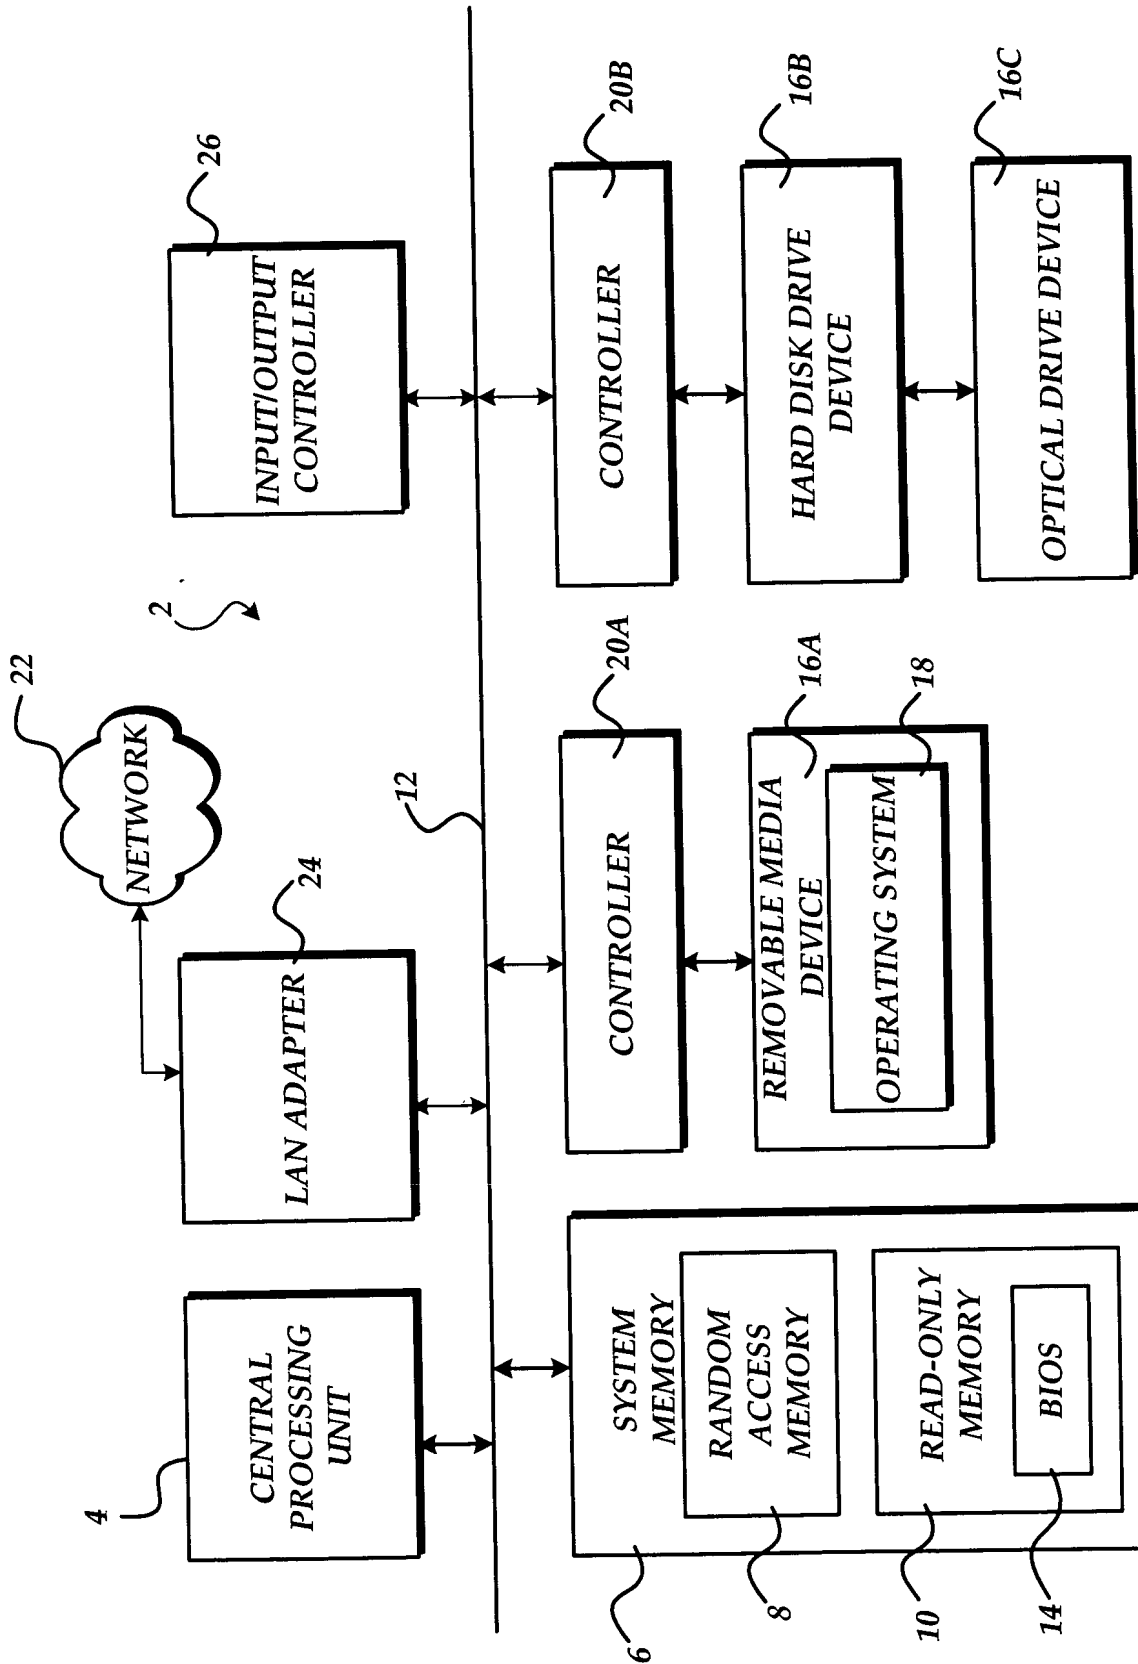 22
NETWORK
2
26
4
CENTRAL
PROCESSING
UNIT
24
LAN ADAPTER
INPUT/OUTPUT
CONTROLLER
12
6
SYSTEM
MEMORY
8
RANDOM
ACCESS
MEMORY
10
READ-ONLY
MEMORY
14
BIOS
20A
CONTROLLER
16A
REMOVABLE MEDIA
DEVICE
18
OPERATING SYSTEM
20B
CONTROLLER
16B
HARD DISK DRIVE
DEVICE
16C
OPTICAL DRIVE DEVICE